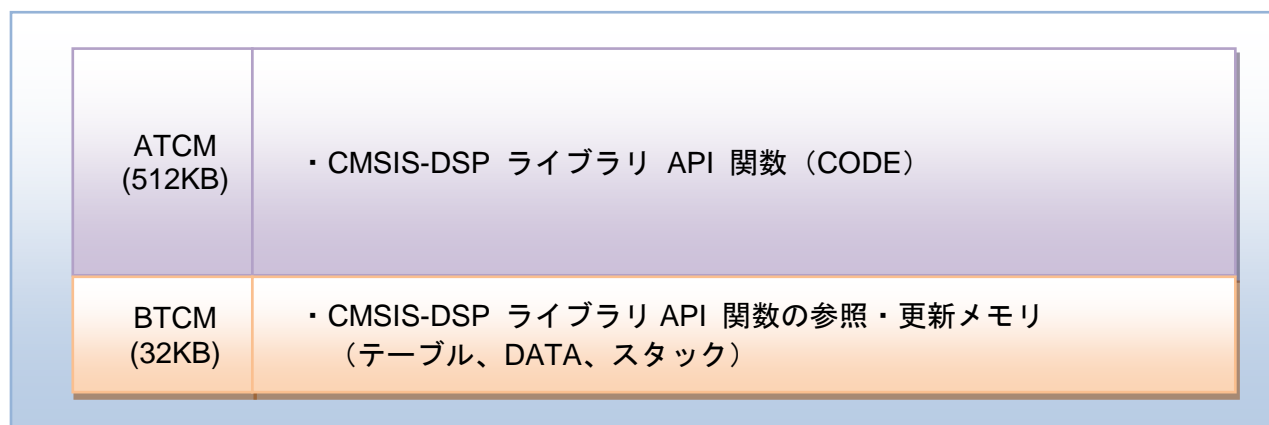 ATCM
(512KB)
・CMSIS-DSP ライブラリ API 関数（CODE）
BTCM
(32KB)
・CMSIS-DSP ライブラリ API 関数の参照・更新メモリ
（テーブル、DATA、スタック）